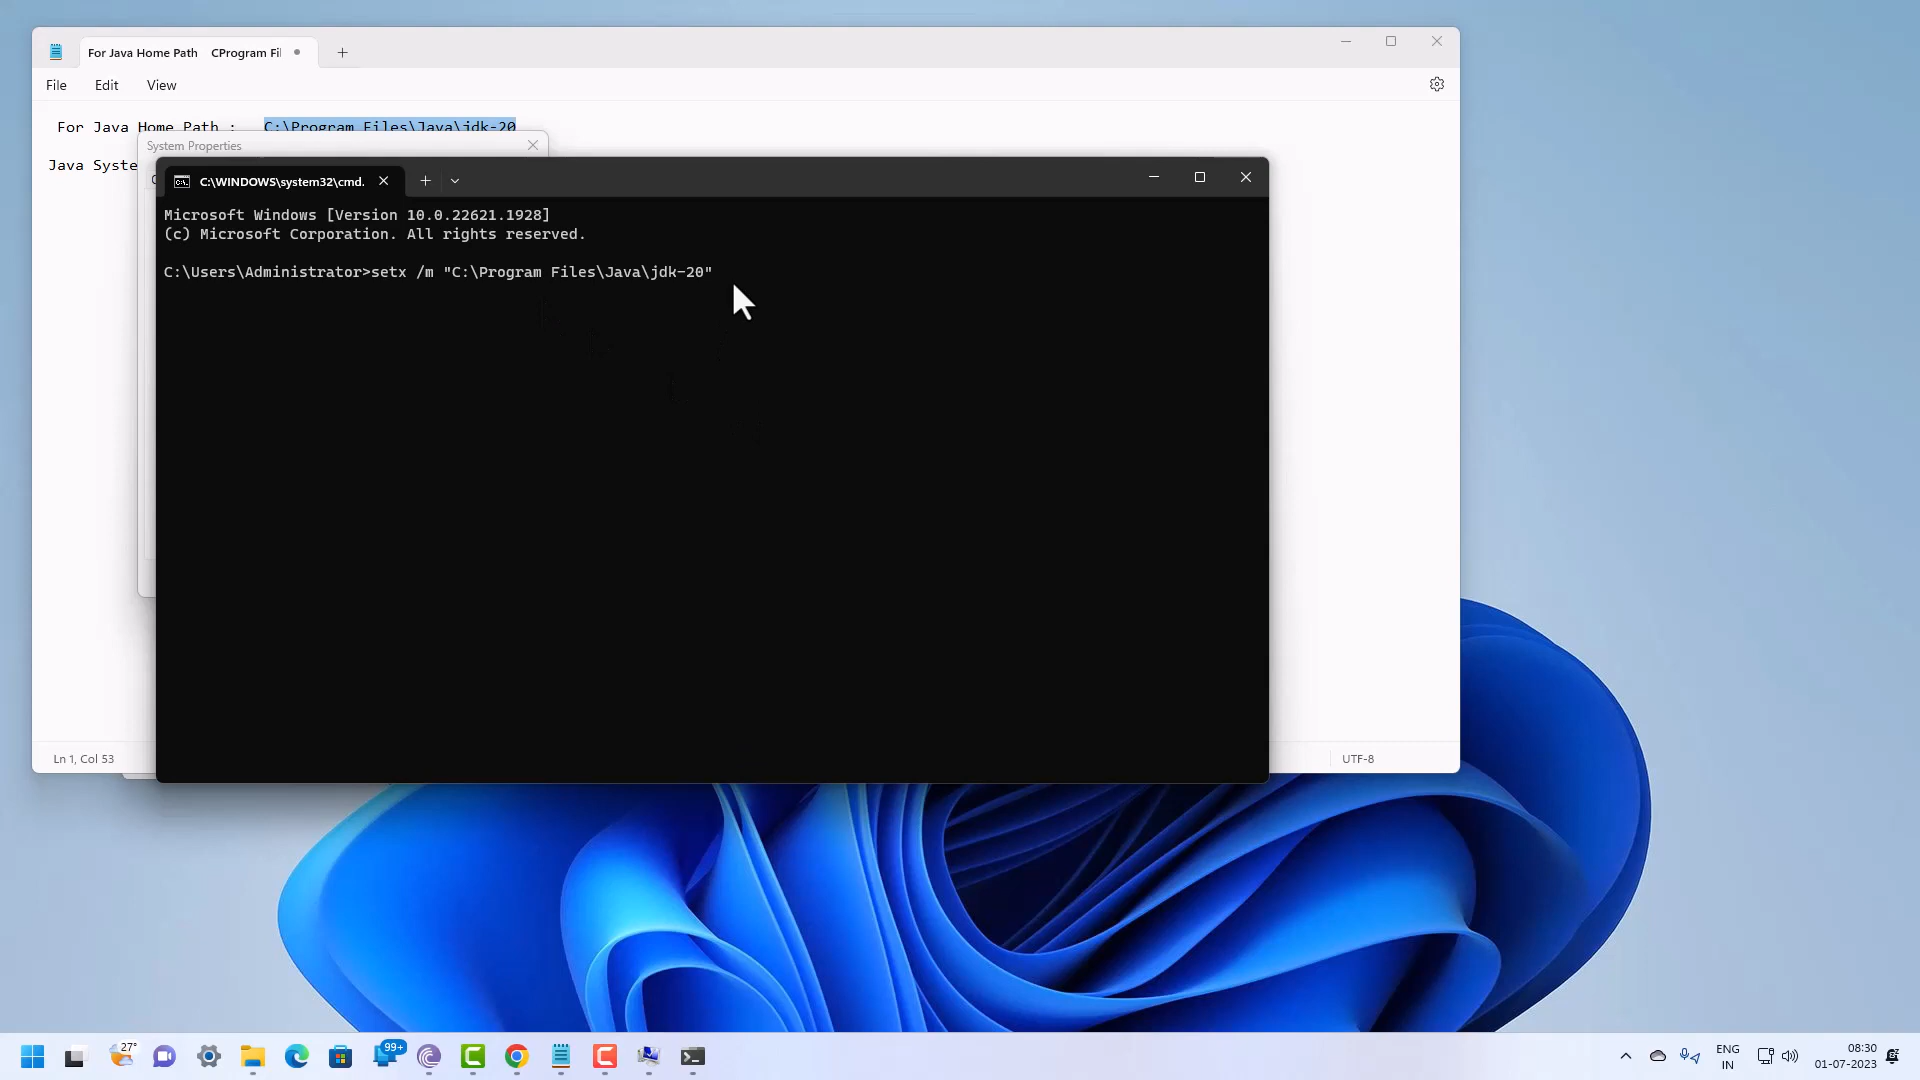 For Java Home Path CProgram Fil
File Edit View
For Java Home Path : C:\Program Files\Java\jdk-20
System Properties
Java Syste
C:\WINDOWS\system32\cmd.
Microsoft Windows [Version 10.0.22621.1928]
(c) Microsoft Corporation. All rights reserved.
C:\Users\Administrator>setx /m "C:\Program Files\Java\jdk-20"
Ln 1, Col 53
UTF-8
27°
99+
ENG
IN
08:30
01-07-2023